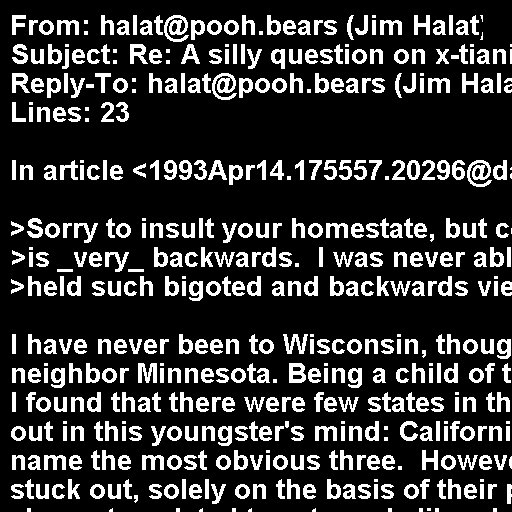 From: halat@pooh.bears (Jim Halat)
Subject: Re: A silly question on x-tiani
Reply-To: halat@pooh.bears (Jim Hala
Lines: 23

In article <1993Apr14.175557.20296@da

>Sorry to insult your homestate, but c
>is _very_ backwards.  I was never abl
>held such bigoted and backwards vie

I have never been to Wisconsin, thoug
neighbor Minnesota. Being a child of t
I found that there were few states in th
out in this youngster's mind: Californi
name the most obvious three.  Howeve
stuck out, solely on the basis of their p